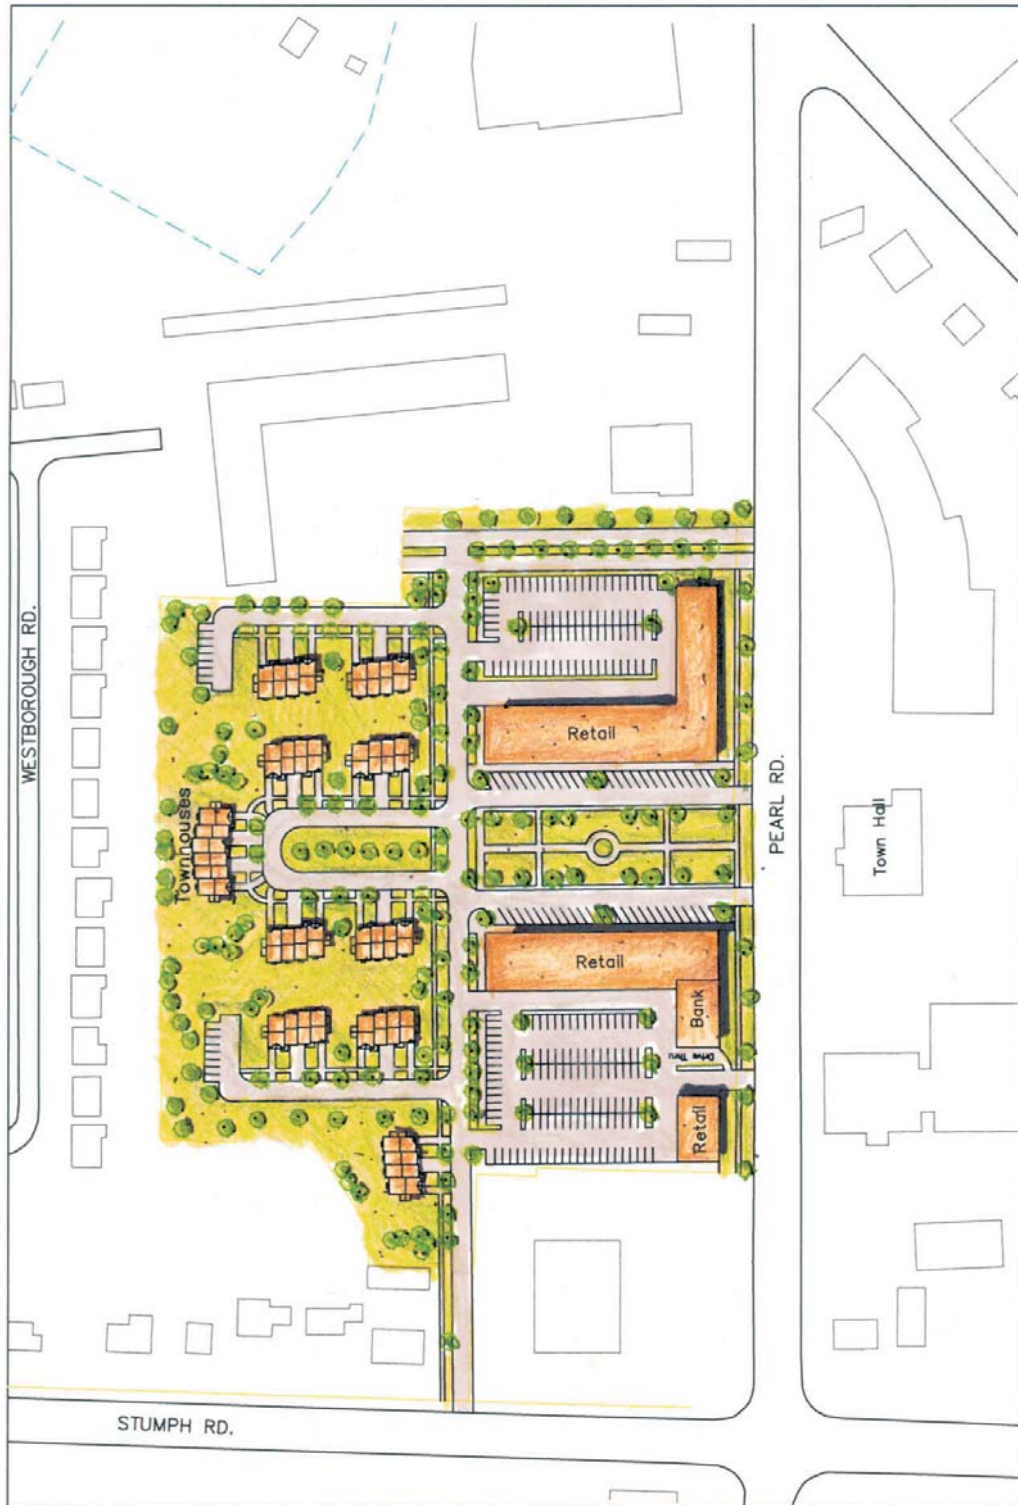 WESTBOROUGH RD.
Townhouses
Retail
PEARL RD.
Town Hall
Retail
Bank
Drive Thru
Retail
STUMPH RD.